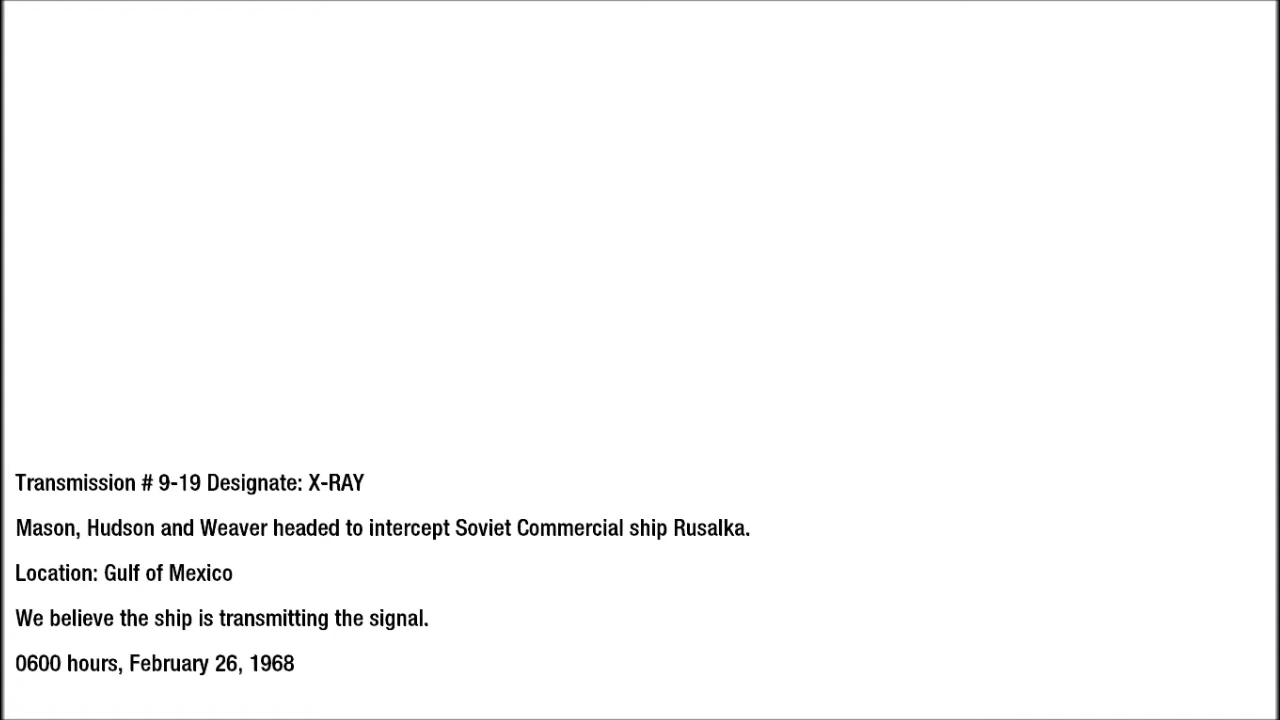 Transmission # 9-19 Designate: X-RAY
Mason, Hudson and Weaver headed to intercept Soviet Commercial ship Rusalka.
Location: Gulf of Mexico
We believe the ship is transmitting the signal.
0600 hours, February 26, 1968